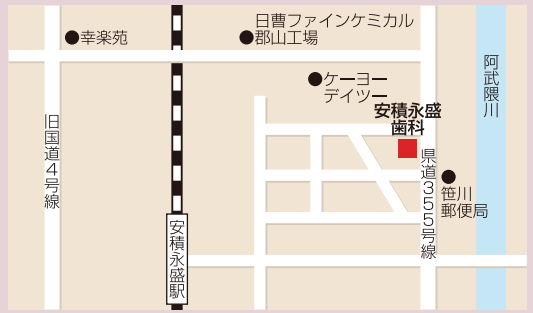 日曹ファインケミカル
郡山工場
幸楽苑
ケーヨー
デイツー
阿武隈川
安積永盛
歯科
旧国道4号線
県道355号線
笹川
郵便局
安積永盛駅